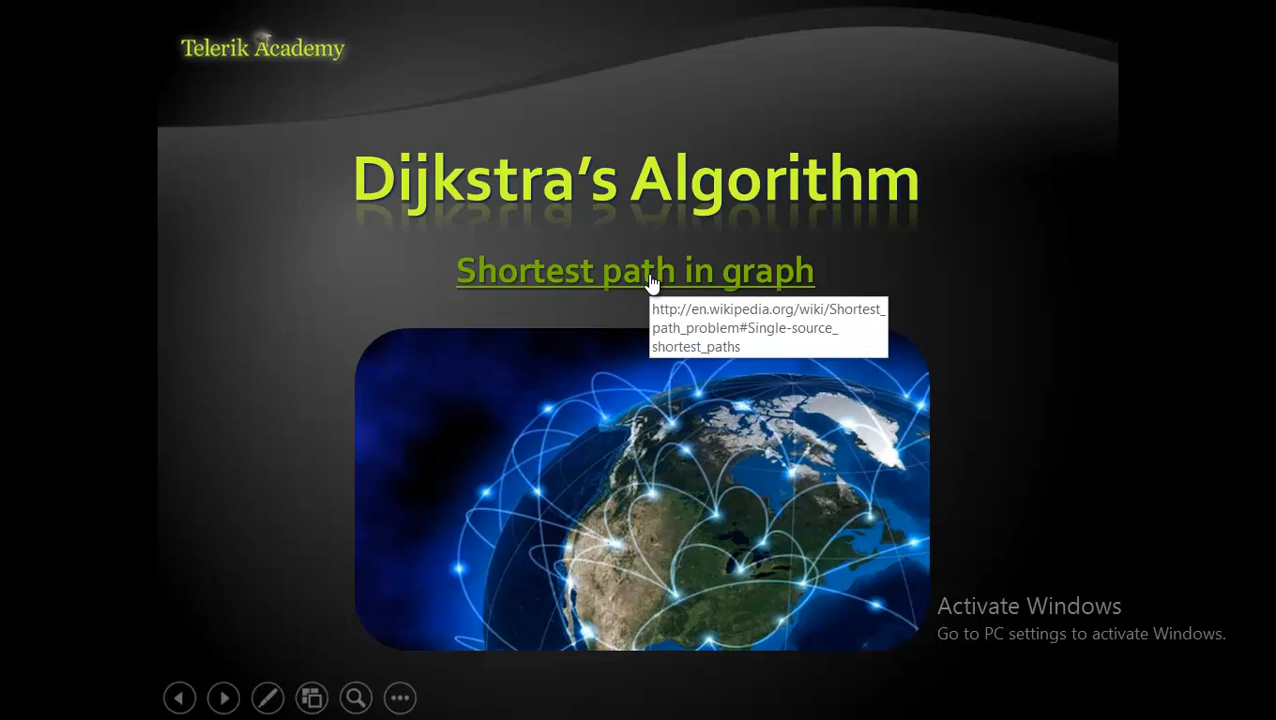 Telerik Academy
Dijkstra's Algorithm
Shortest path in graph
http://en.wikipedia.org/wiki/Shortest_
path_problem#Single-source_
shortest_paths
Activate Windows
Go to PC settings to activate Windows.